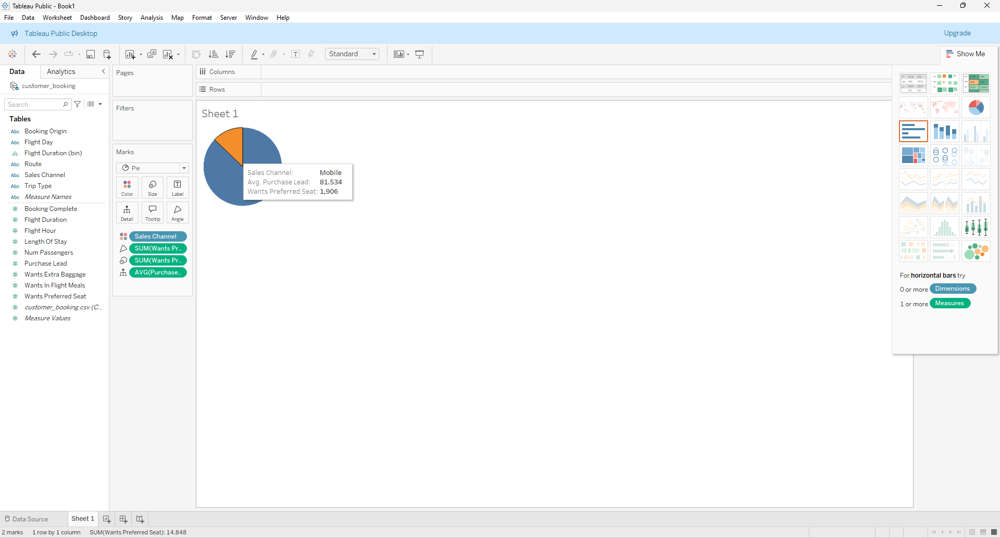 Tableau Public - Book1
File Data Worksheet Dashboard Story Analysis Map Format Server Window Help
Tableau Public Desktop
Upgrade
Standard
Show Me
Data
Analytics
customer_booking
Search
Tables
Abc Booking Origin
Abc Flight Day
Flight Duration (bin)
Abc Route
Abc Sales Channel
Abc Trip Type
Abc Measure Names
Booking Complete
Flight Duration
Flight Hour
Length Of Stay
Num Passengers
Purchase Lead
Wants Extra Baggage
Wants In Flight Meals
Wants Preferred Seat
customer_booking.csv (C...
Measure Values
Pages
Filters
Marks
Pie
Color Size Label
Detail Tooltip Angle
Sales Channel
SUM(Wants Pr..
SUM(Wants Pr..
AVG(Purchase..
Columns
Rows
Sheet 1
Sales Channel: Mobile
Avg. Purchase Lead: 81.534
Wants Preferred Seat: 1,906
For horizontal bars try
0 or more Dimensions
1 or more Measures
Data Source
Sheet 1
2 marks 1 row by 1 column SUM(Wants Preferred Seat): 14,848